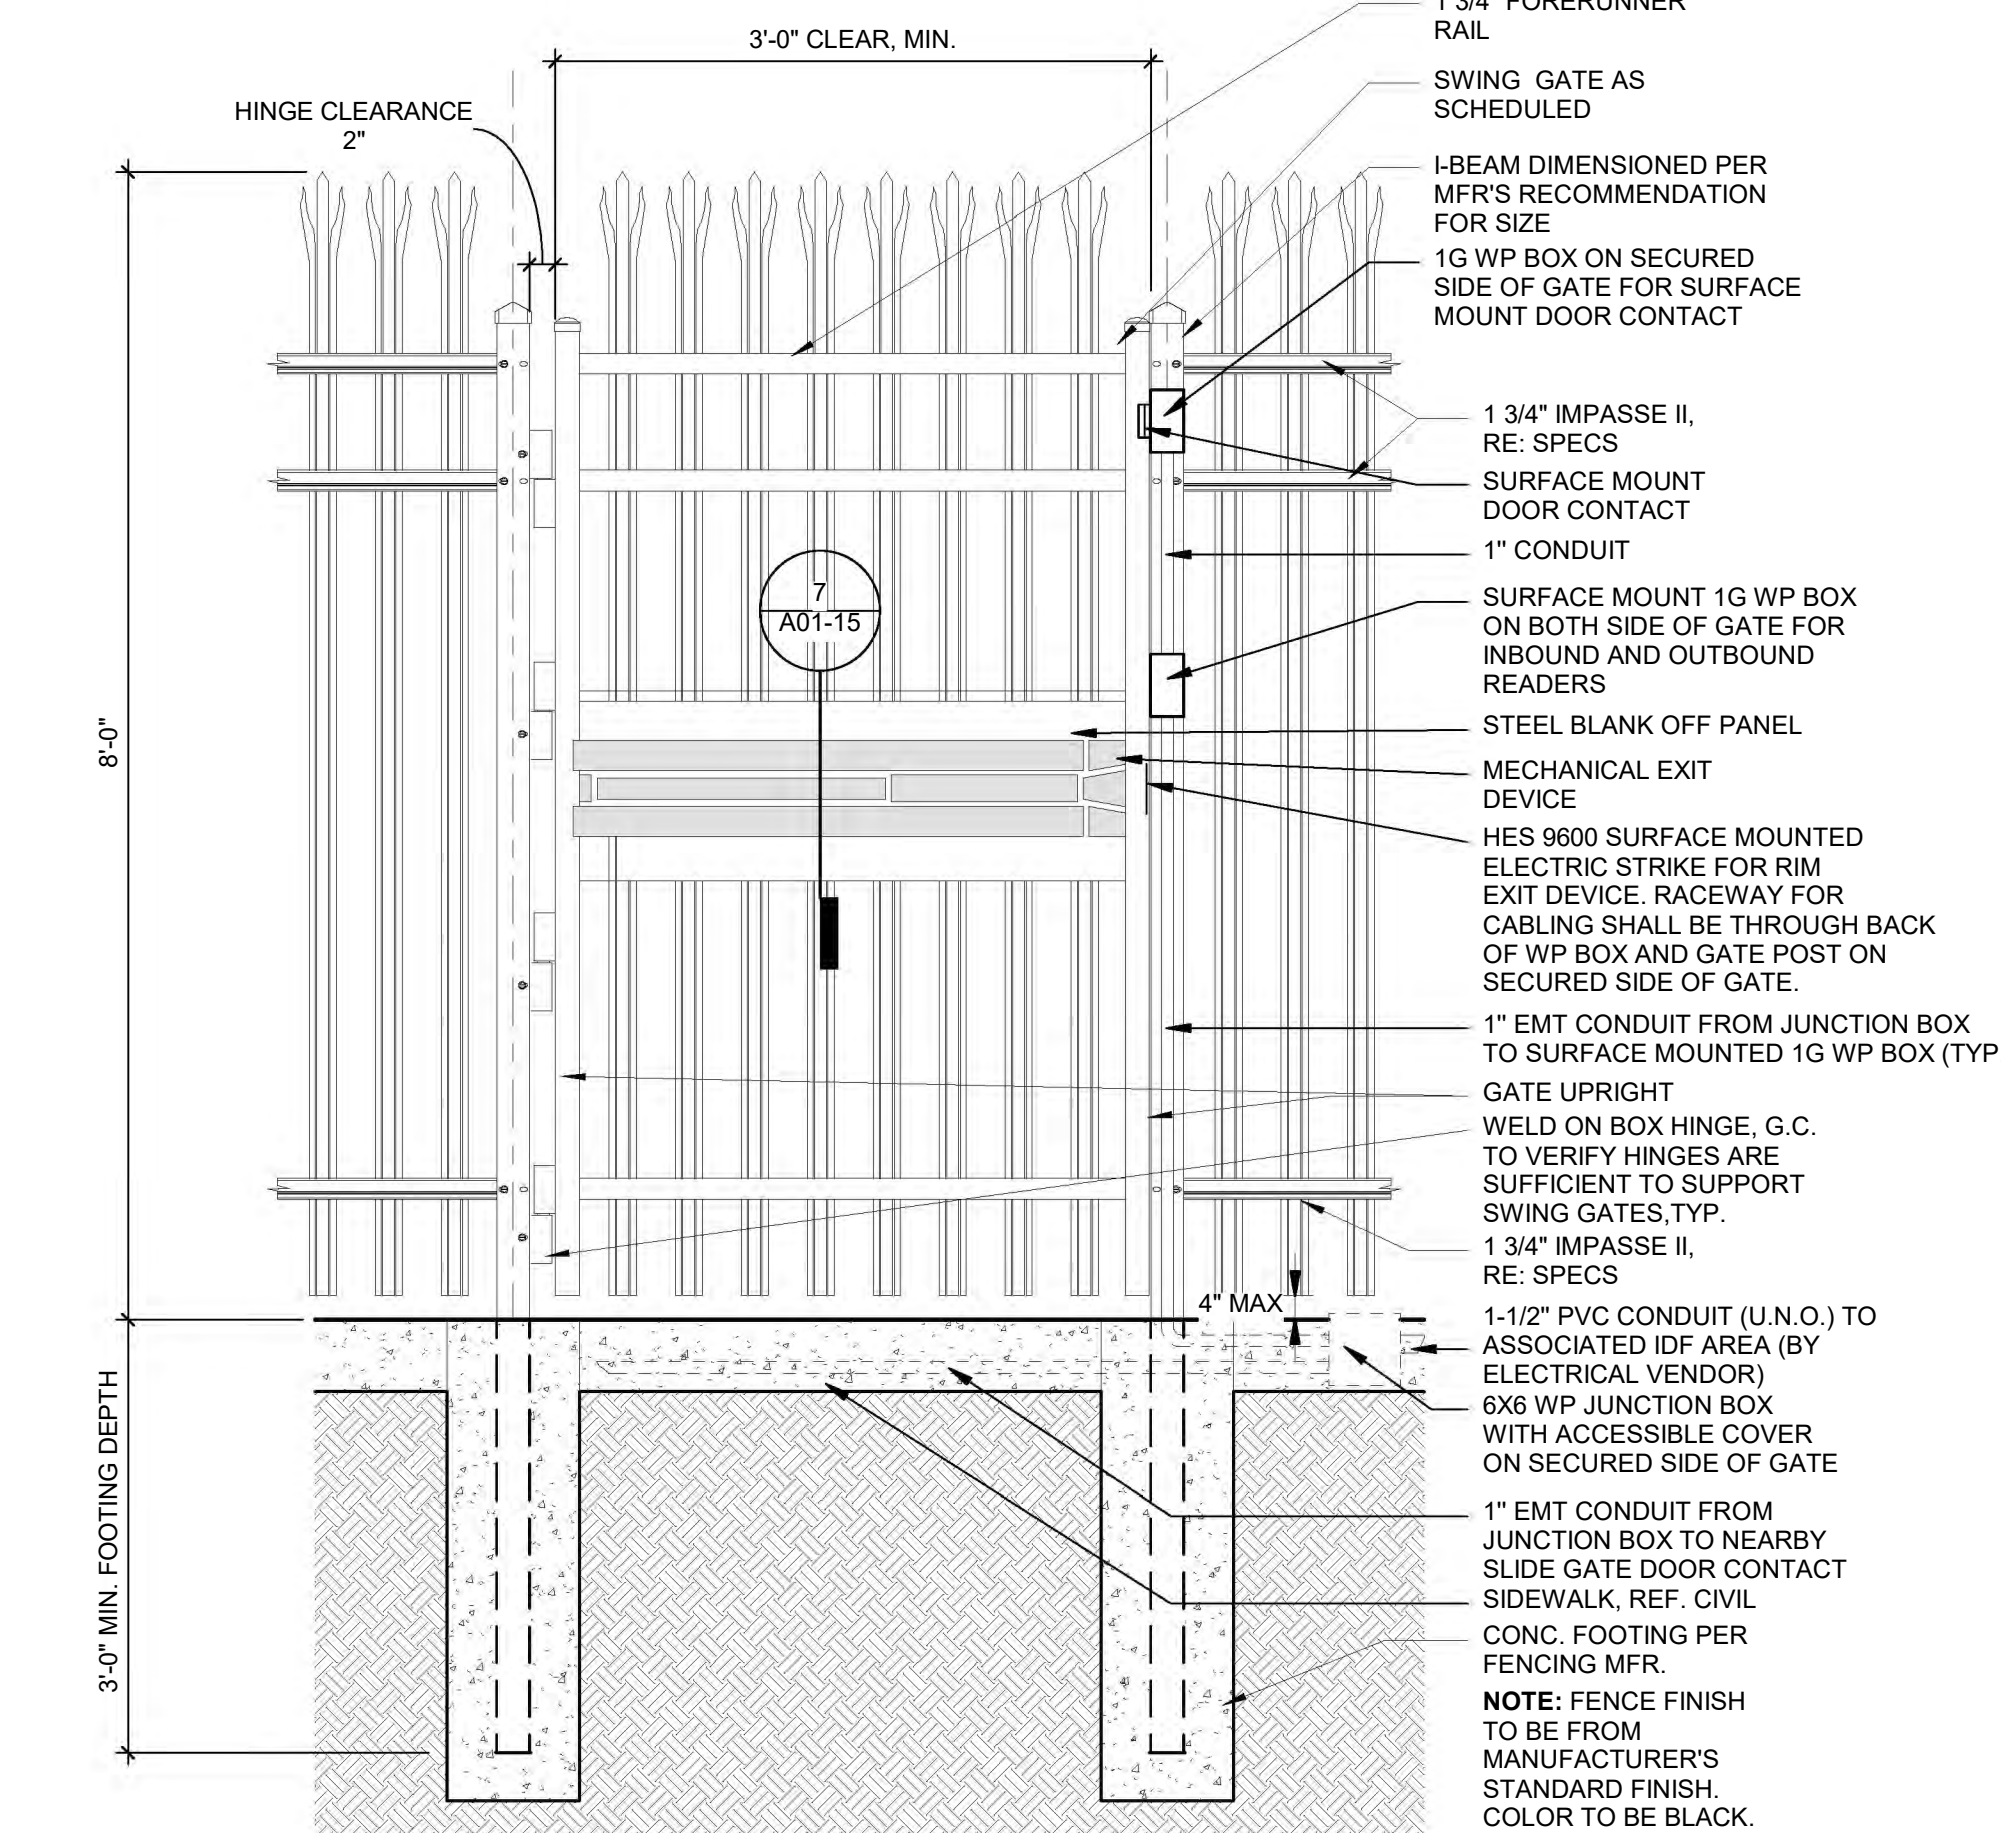 1 3/4" FORERUNNER
RAIL
3'-0" CLEAR, MIN.
HINGE CLEARANCE
2"
SWING GATE AS
SCHEDULED
I-BEAM DIMENSIONED PER
MFR'S RECOMMENDATION
FOR SIZE
1G WP BOX ON SECURED
SIDE OF GATE FOR SURFACE
MOUNT DOOR CONTACT
1 3/4" IMPASSE II,
RE: SPECS
SURFACE MOUNT
DOOR CONTACT
1" CONDUIT
7
A01-15
SURFACE MOUNT 1G WP BOX
ON BOTH SIDE OF GATE FOR
INBOUND AND OUTBOUND
READERS
8'-0"
STEEL BLANK OFF PANEL
MECHANICAL EXIT
DEVICE
HES 9600 SURFACE MOUNTED
ELECTRIC STRIKE FOR RIM
EXIT DEVICE. RACEWAY FOR
CABLING SHALL BE THROUGH BACK
OF WP BOX AND GATE POST ON
SECURED SIDE OF GATE.
1" EMT CONDUIT FROM JUNCTION BOX
TO SURFACE MOUNTED 1G WP BOX (TYP
GATE UPRIGHT
WELD ON BOX HINGE, G.C.
TO VERIFY HINGES ARE
SUFFICIENT TO SUPPORT
SWING GATES,TYP.
1 3/4" IMPASSE II,
RE: SPECS
4" MAX
1-1/2" PVC CONDUIT (U.N.O.) TO
ASSOCIATED IDF AREA (BY
ELECTRICAL VENDOR)
6X6 WP JUNCTION BOX
WITH ACCESSIBLE COVER
ON SECURED SIDE OF GATE
3'-0" MIN. FOOTING DEPTH
1" EMT CONDUIT FROM
JUNCTION BOX TO NEARBY
SLIDE GATE DOOR CONTACT
SIDEWALK, REF. CIVIL
CONC. FOOTING PER
FENCING MFR.
NOTE: FENCE FINISH
TO BE FROM
MANUFACTURER'S
STANDARD FINISH.
COLOR TO BE BLACK.